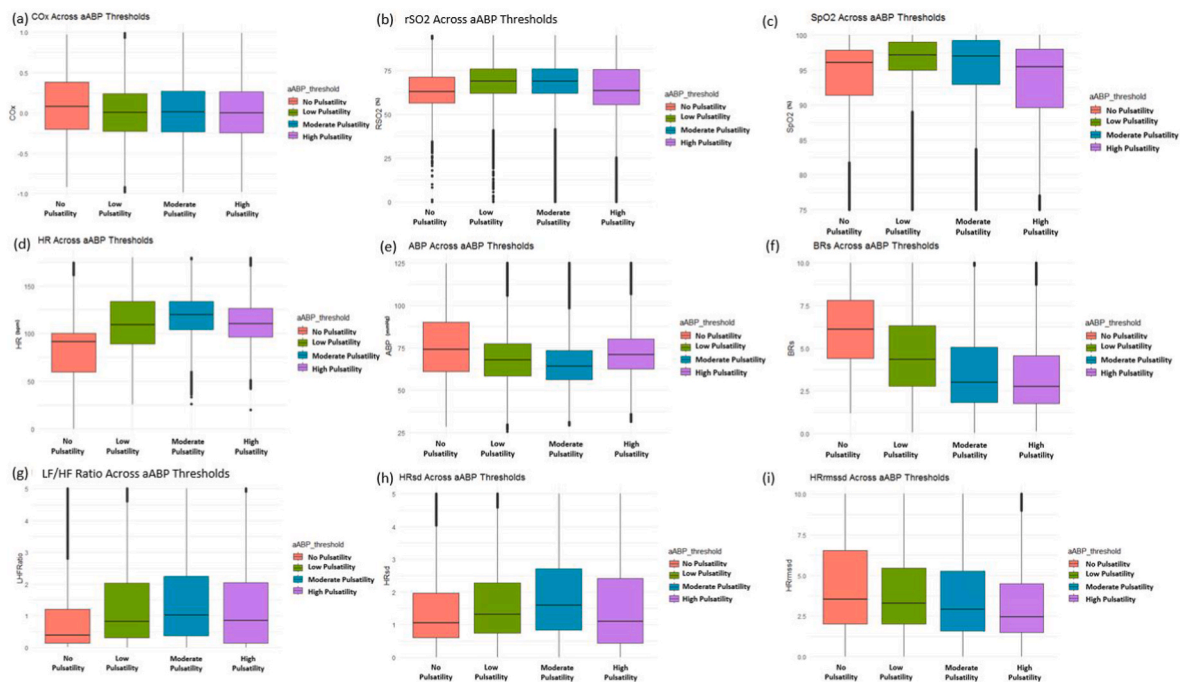 (a) COx Across aABP Thresholds
1.0
0.5
0.0
-0.5
-1.0
COx
No Pulsatility
Low Pulsatility
Moderate Pulsatility
High Pulsatility
aABP_threshold
No Pulsatility
Low Pulsatility
Moderate Pulsatility
High Pulsatility
(b) rSO2 Across aABP Thresholds
75
50
25
0
RSO2 (%)
No Pulsatility
Low Pulsatility
Moderate Pulsatility
High Pulsatility
aABP_threshold
No Pulsatility
Low Pulsatility
Moderate Pulsatility
High Pulsatility
(c) SpO2 Across aABP Thresholds
100
95
90
85
80
75
SpO2 (%)
No Pulsatility
Low Pulsatility
Moderate Pulsatility
High Pulsatility
aABP_threshold
No Pulsatility
Low Pulsatility
Moderate Pulsatility
High Pulsatility
(d) HR Across aABP Thresholds
150
100
50
0
HR (bpm)
No Pulsatility
Low Pulsatility
Moderate Pulsatility
High Pulsatility
aABP_threshold
No Pulsatility
Low Pulsatility
Moderate Pulsatility
High Pulsatility
(e) ABP Across aABP Thresholds
125
100
75
50
25
ABP (mmHg)
No Pulsatility
Low Pulsatility
Moderate Pulsatility
High Pulsatility
aABP_threshold
No Pulsatility
Low Pulsatility
Moderate Pulsatility
High Pulsatility
(f) BRs Across aABP Thresholds
10.0
7.5
5.0
2.5
0.0
BRs
No Pulsatility
Low Pulsatility
Moderate Pulsatility
High Pulsatility
aABP_threshold
No Pulsatility
Low Pulsatility
Moderate Pulsatility
High Pulsatility
(g) LF/HF Ratio Across aABP Thresholds
5
4
3
2
1
0
LHFRatio
No Pulsatility
Low Pulsatility
Moderate Pulsatility
High Pulsatility
aABP_threshold
No Pulsatility
Low Pulsatility
Moderate Pulsatility
High Pulsatility
(h) HRsd Across aABP Thresholds
5
4
3
2
1
0
HRsd
No Pulsatility
Low Pulsatility
Moderate Pulsatility
High Pulsatility
aABP_threshold
No Pulsatility
Low Pulsatility
Moderate Pulsatility
High Pulsatility
(i) HRrmssd Across aABP Thresholds
10.0
7.5
5.0
2.5
0.0
HRrmssd
No Pulsatility
Low Pulsatility
Moderate Pulsatility
High Pulsatility
aABP_threshold
No Pulsatility
Low Pulsatility
Moderate Pulsatility
High Pulsatility